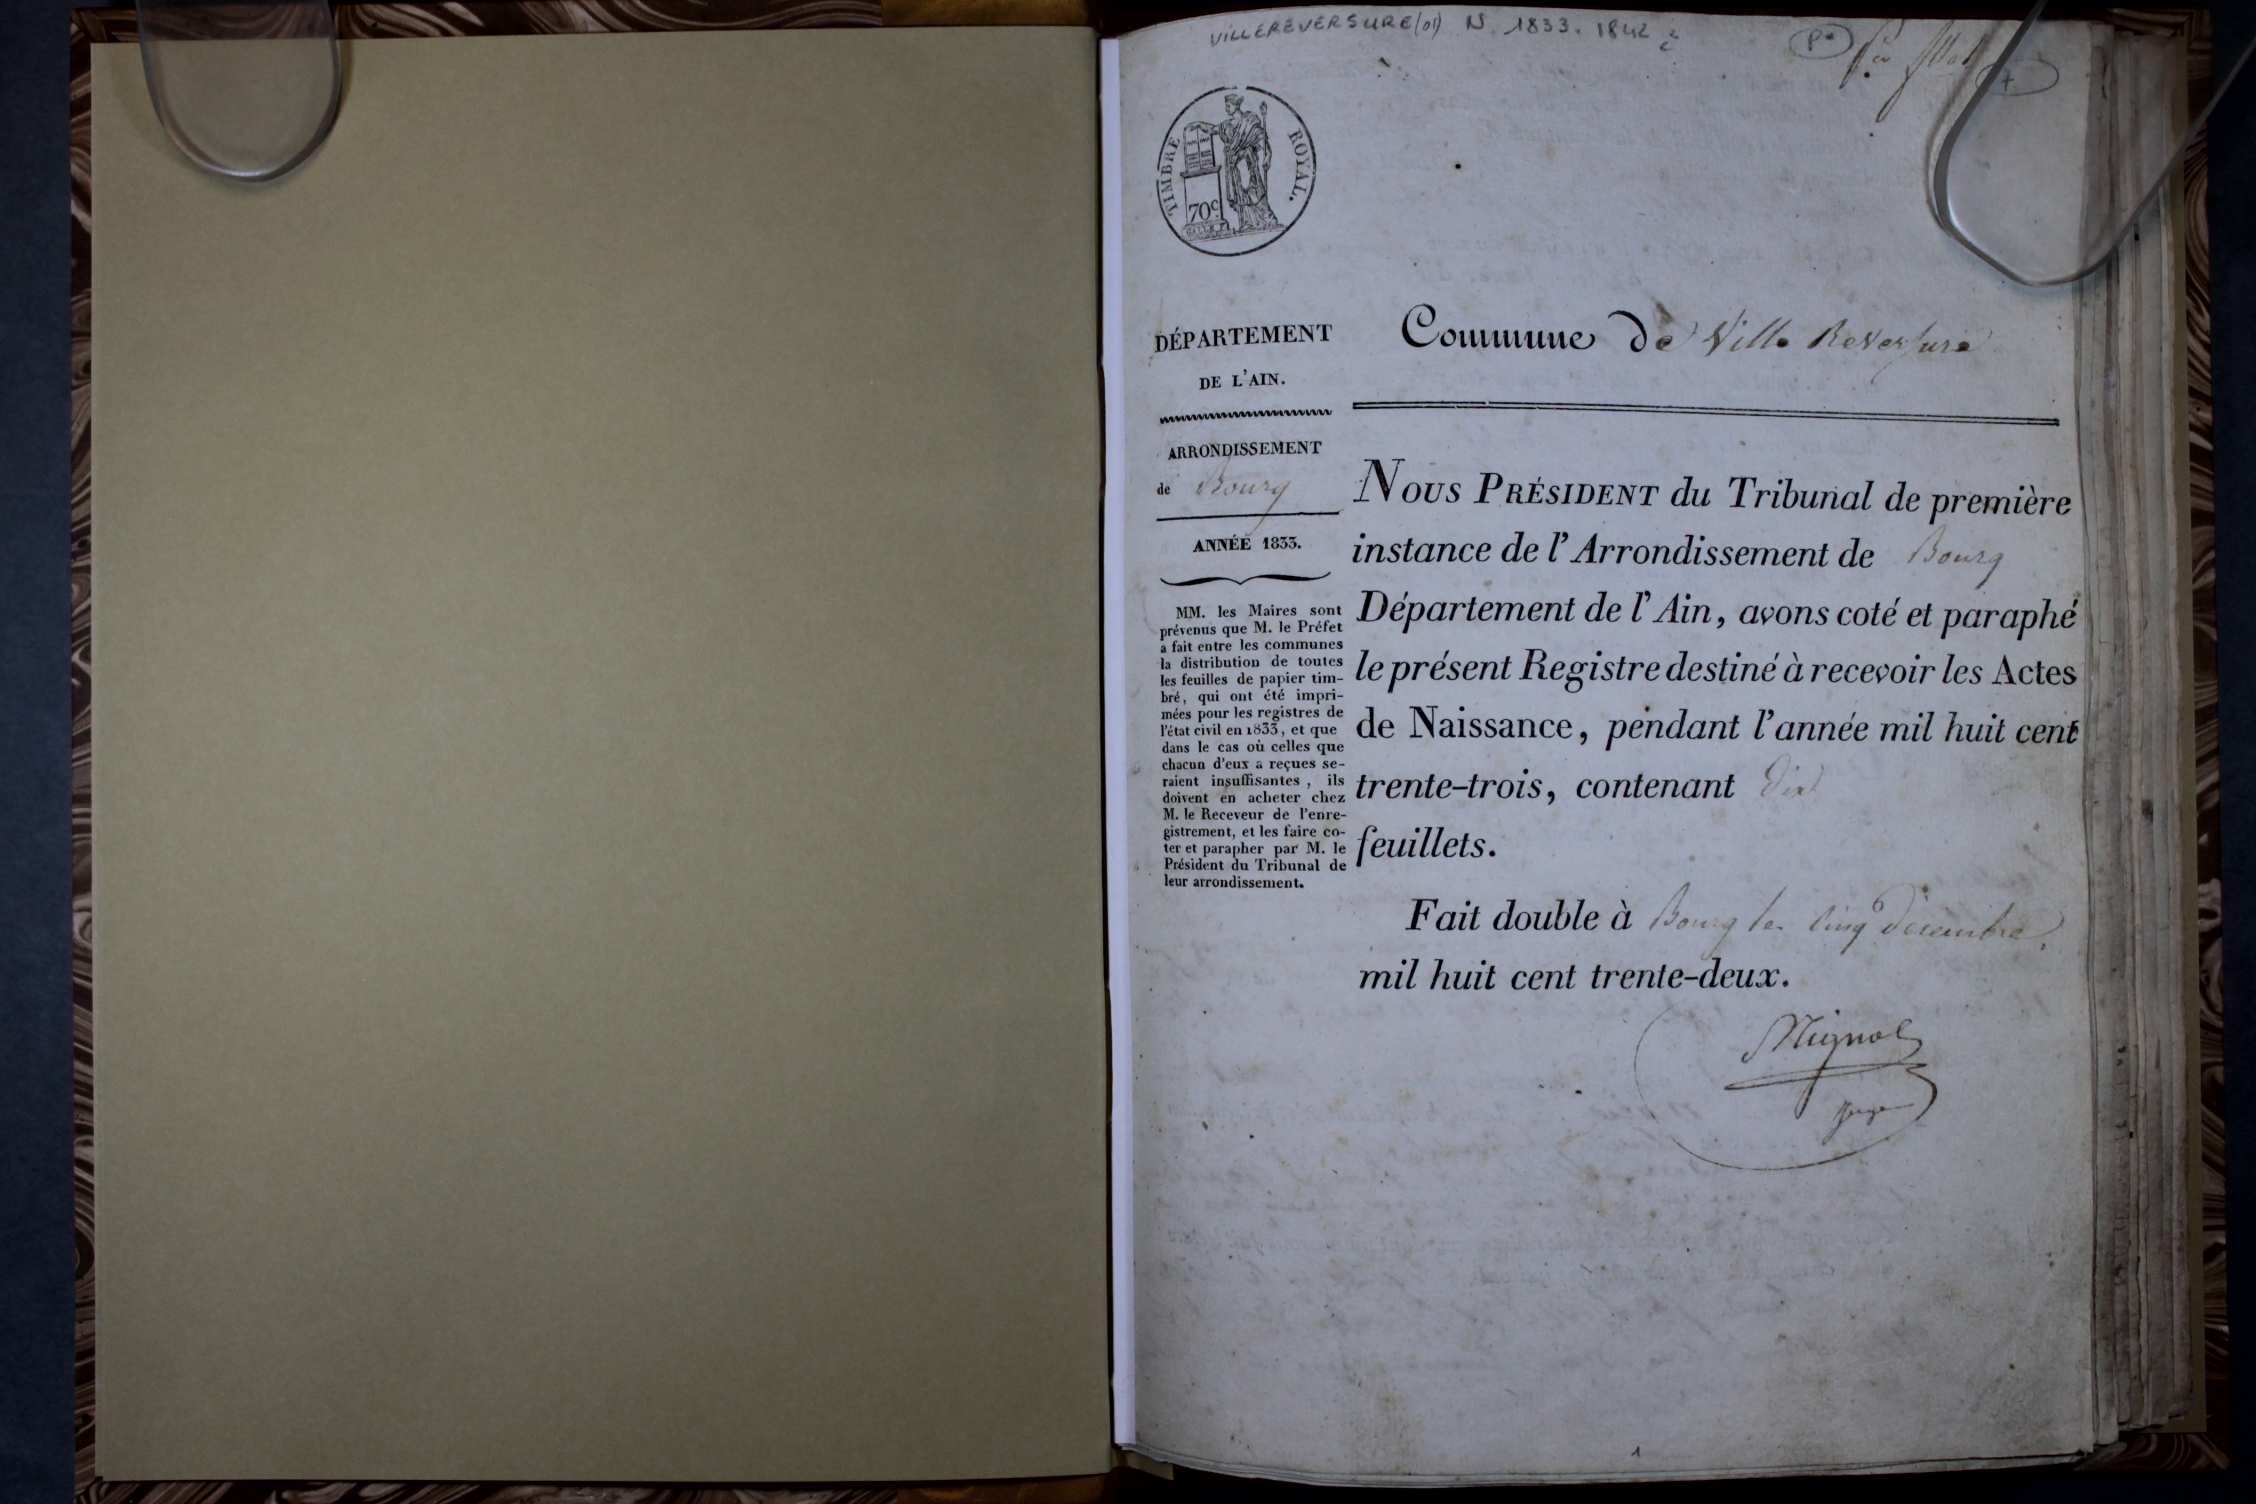 VILLEREVERSURE (01) N. 1833. 1842
Pº
TIMBRE ROYAL.
70c
DÉPARTEMENT
DE L'AIN.
ARRONDISSEMENT
de Bourg
ANNÉE 1833.
MM. les Maires sont
prévenus que M. le Préfet
a fait entre les communes
la distribution de toutes
les feuilles de papier tim-
bré, qui ont été impri-
mées pour les registres de
l'état civil en 1833, et que
dans le cas où celles que
chacun d'eux a reçues se-
raient insuffisantes, ils
doivent en acheter chez
M. le Receveur de l'enre-
gistrement, et les faire co-
ter et parapher par M. le
Président du Tribunal de
leur arrondissement.
Commune de Ville Reversure
NOUS PRÉSIDENT du Tribunal de première
instance de l'Arrondissement de Bourg
Département de l'Ain, avons coté et paraphé
le présent Registre destiné à recevoir les Actes
de Naissance, pendant l'année mil huit cent
trente-trois, contenant dix
feuillets.
Fait double à Bourg le cinq décembre
mil huit cent trente-deux.
Mignot
juge
1